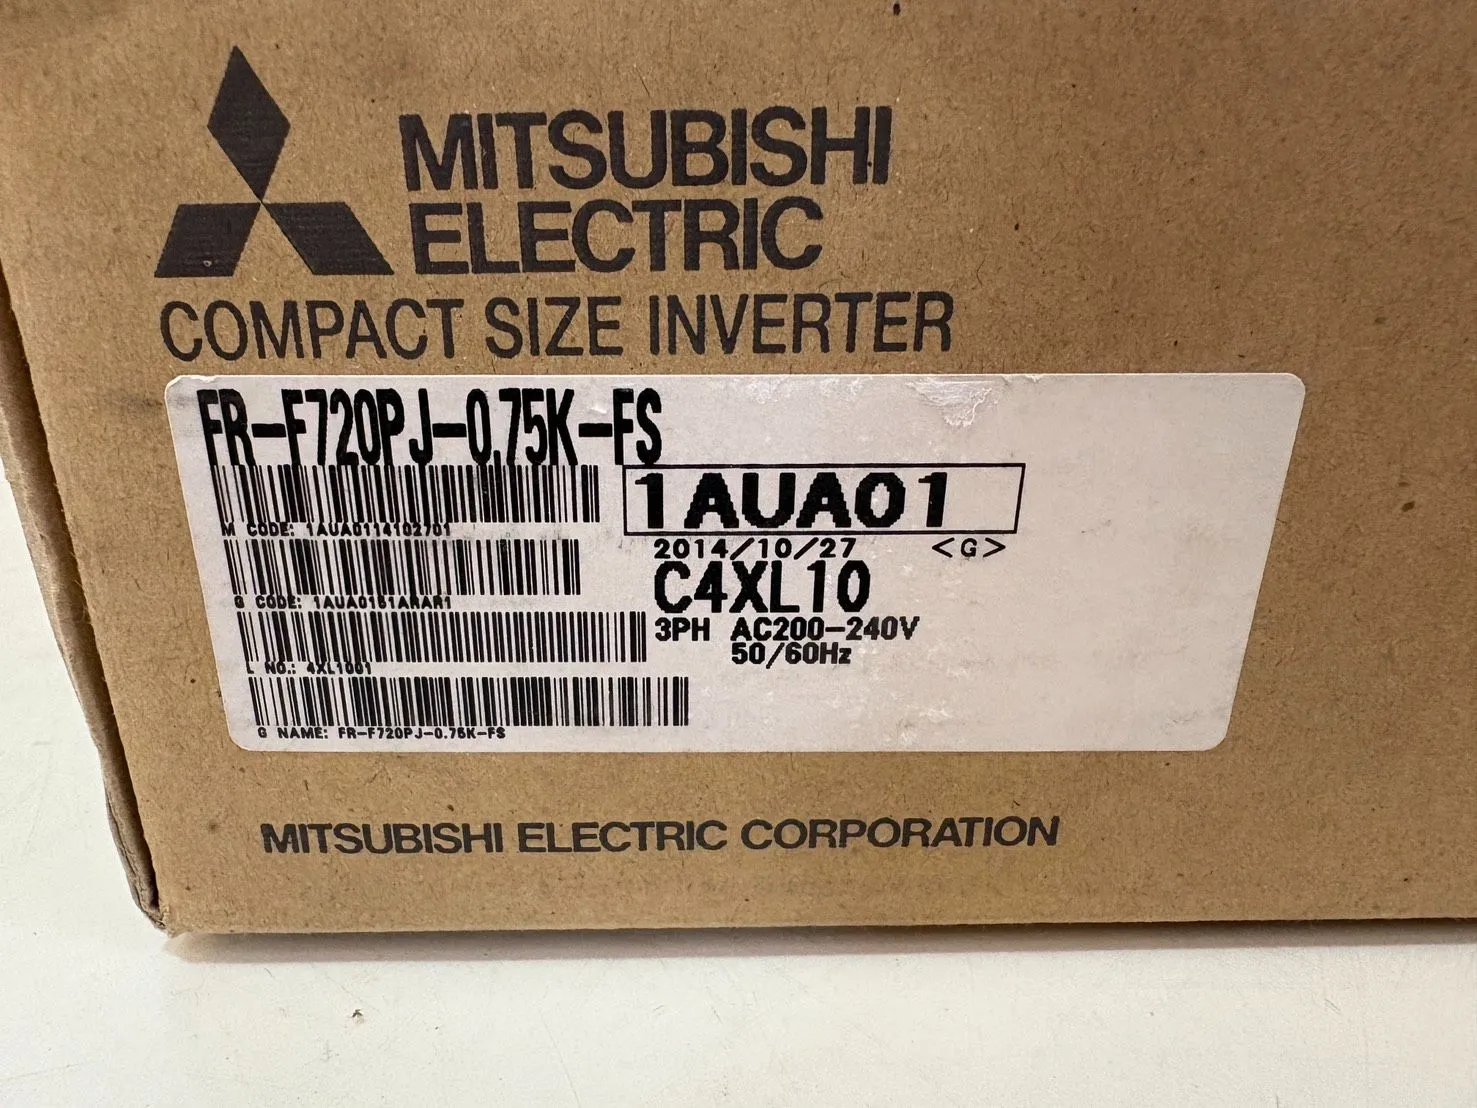 MITSUBISHI
ELECTRIC
COMPACT SIZE INVERTER
FR-F720PJ-0.75K-FS
1AUA01
M CODE: 1AUA0114102701
2014/10/27 <G>
C4XL10
G CODE: 1AUA01S1ARAR1
3PH AC200-240V
50/60Hz
L NO.: 4XL1001
G NAME: FR-F720PJ-0.75K-FS
MITSUBISHI ELECTRIC CORPORATION